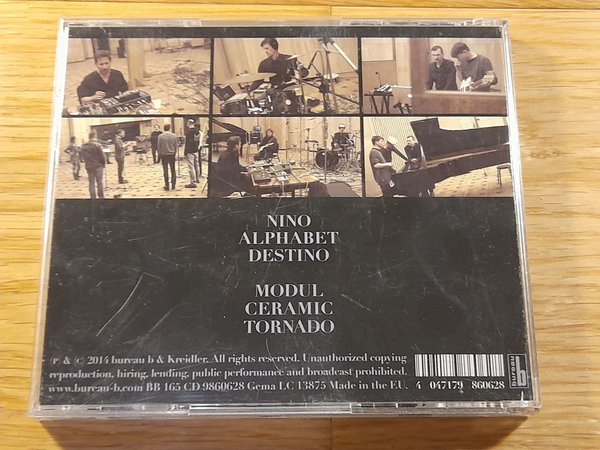 NINO
ALPHABET
DESTINO
MODUL
CERAMIC
TORNADO
℗ & © 2014 bureau b & Kreidler. All rights reserved. Unauthorized copying
reproduction, hiring, lending, public performance and broadcast prohibited.
www.bureau-b.com BB 165 CD 9860628 Gema LC 13875 Made in the EU.
4 047179 860628
bureau b